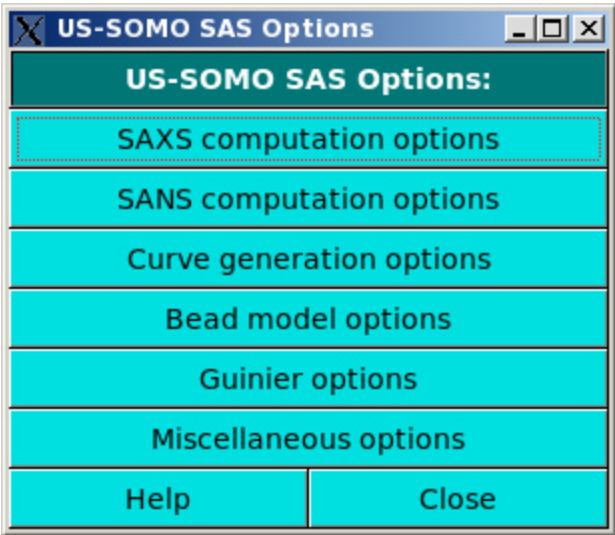 US-SOMO SAS Options
US-SOMO SAS Options:
SAXS computation options
SANS computation options
Curve generation options
Bead model options
Guinier options
Miscellaneous options
Help Close